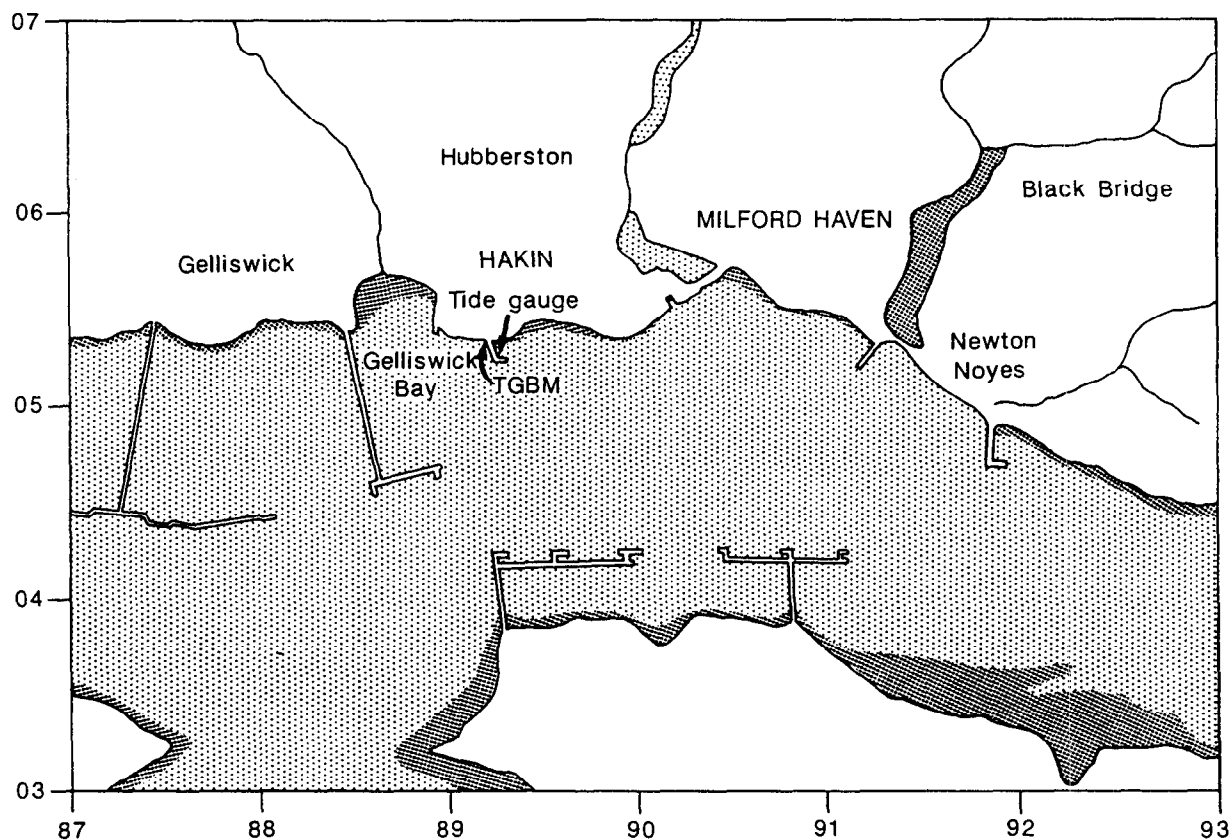 07
Hubberston
Black Bridge
06
MILFORD HAVEN
Gelliswick
HAKIN
Tide gauge
Newton
Noyes
Gelliswick
Bay
TGBM
05
04
03
87
88
89
90
91
92
93